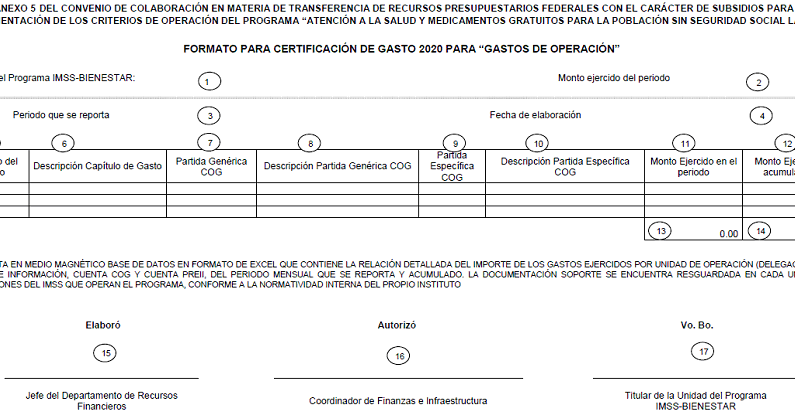 ANEXO 5 DEL CONVENIO DE COLABORACIÓN EN MATERIA DE TRANSFERENCIA DE RECURSOS PRESUPUESTARIOS FEDERALES CON EL CARÁCTER DE SUBSIDIOS PARA
DE LOS CRITERIOS DE OPERACIÓN DEL PROGRAMA "ATENCIÓN A LA SALUD Y MEDICAMENTOS GRATUITOS PARA LA POBLACIÓN SIN SEGURIDAD SOCIAL
FORMATO PARA CERTIFICACIÓN DE GASTO 2020 PARA "GASTOS DE OPERACIÓN"
el Programa IMSS-BIENESTAR: 1 Monto ejercido del periodo 2
Periodo que se reporta 3 Fecha de elaboración 4
6 7 8 9 10 11 12
Descripción Capítulo de Gasto Partida Genérica COG Descripción Partida Genérica COG Partida Específica COG Descripción Partida Específica COG Monto Ejercido en el periodo Monto
13 0.00 14
EN MEDIO MAGNÉTICO BASE DE DATOS EN FORMATO DE EXCEL QUE CONTIENE LA RELACIÓN DETALLADA DEL IMPORTE DE LOS GASTOS EJERCIDOS POR UNIDAD DE OPERACIÓN
E INFORMACIÓN, CUENTA COG Y CUENTA PREII, DEL PERIODO MENSUAL QUE SE REPORTA Y ACUMULADO. LA DOCUMENTACIÓN SOPORTE SE ENCUENTRA RESGUARDADA EN CADA
DEL IMSS QUE OPERAN EL PROGRAMA, CONFORME A LA NORMATIVIDAD INTERNA DEL PROPIO INSTITUTO
Elaboró Autorizó Vo. Bo.
15 16 17
Jefe del Departamento de Recursos Financieros
Coordinador de Finanzas e Infraestructura
Titular de la Unidad del Programa IMSS-BIENESTAR